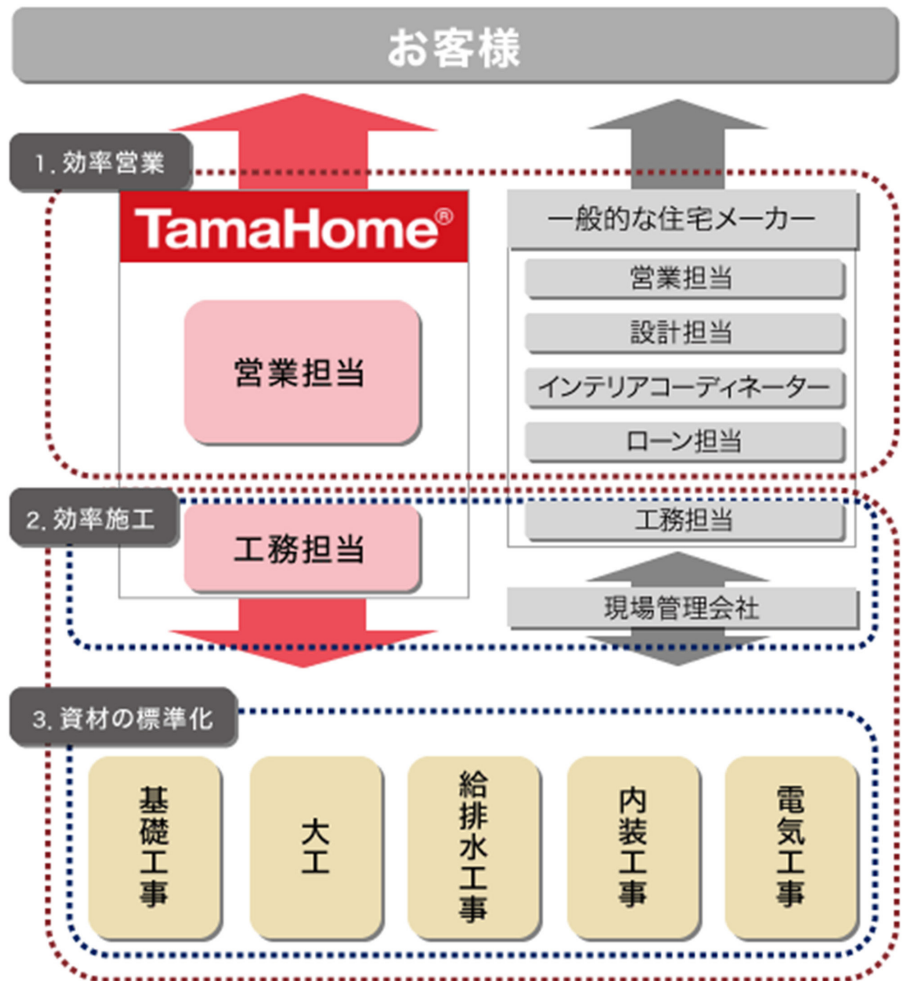 お客様
1.効率営業
TamaHome®
営業担当
一般的な住宅メーカー
営業担当
設計担当
インテリアコーディネーター
ローン担当
2.効率施工
工務担当
工務担当
現場管理会社
3.資材の標準化
基礎工事
大工
給排水工事
内装工事
電気工事